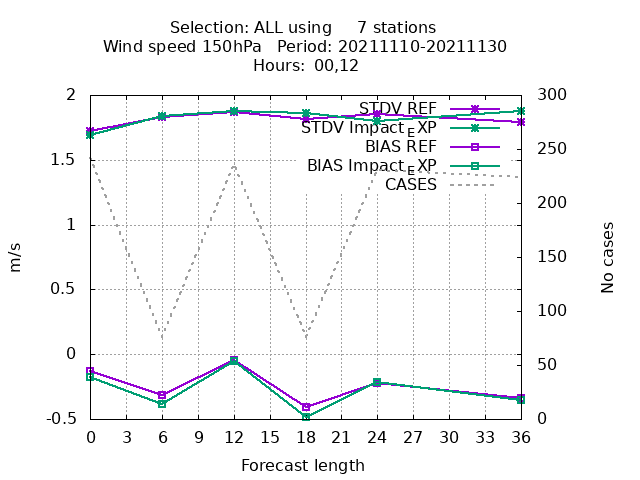 Selection: ALL using 7 stations
Wind speed 150hPa Period: 20211110-20211130
Hours: 00,12
2
1.5
1
0.5
0
-0.5
300
250
200
150
100
50
0
STDV REF
STDV Impact_EXP
BIAS REF
BIAS Impact_EXP
CASES
m/s
No cases
0 3 6 9 12 15 18 21 24 27 30 33 36
Forecast length